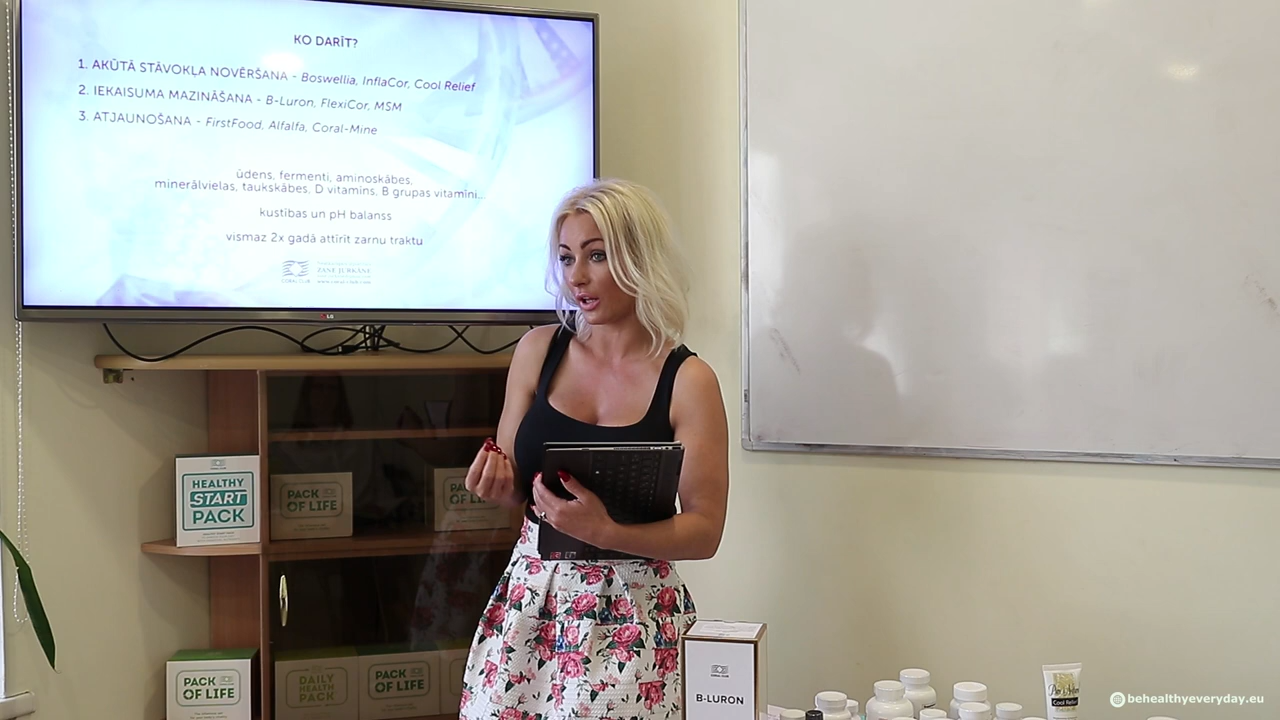 KO DARĪT?
1. AKŪTĀ STĀVOKĻA NOVĒRŠANA - Boswellia, InflaCor, Cool Relief
2. IEKAISUMA MAZINĀŠANA - B-Luron, FlexiCor, MSM
3. ATJAUNOŠANA - FirstFood, Alfalfa, Coral-Mine
ūdens, fermenti, aminoskābes,
minerālvielas, taukskābes, D vitamīns, B grupas vitamīni...
kustības un pH balanss
vismaz 2x gadā attīrīt zarnu traktu
ZANE JURKĀNE
CORAL CLUB
LG
HEALTHY
START
PACK
PACK
OF LIFE
PACK
OF LI
PACK
OF LIFE
DAILY
HEALTH
PACK
PACK
OF LIFE
CORAL CLUB
B-LURON
Cool Relief
behealthyeveryday.eu